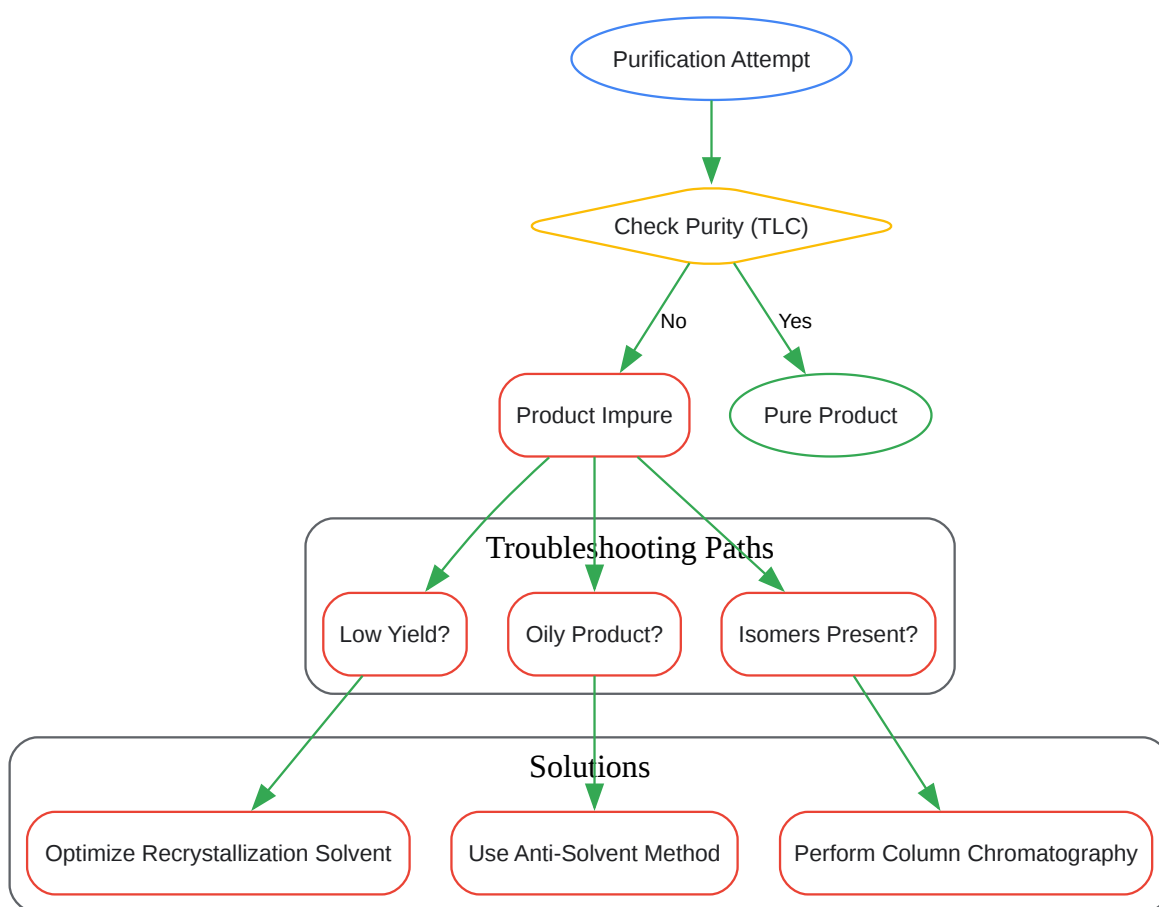 Purification Attempt
Check Purity (TLC)
No
Yes
Product Impure
Pure Product
Troubleshooting Paths
Low Yield?
Oily Product?
Isomers Present?
Solutions
Optimize Recrystallization Solvent
Use Anti-Solvent Method
Perform Column Chromatography